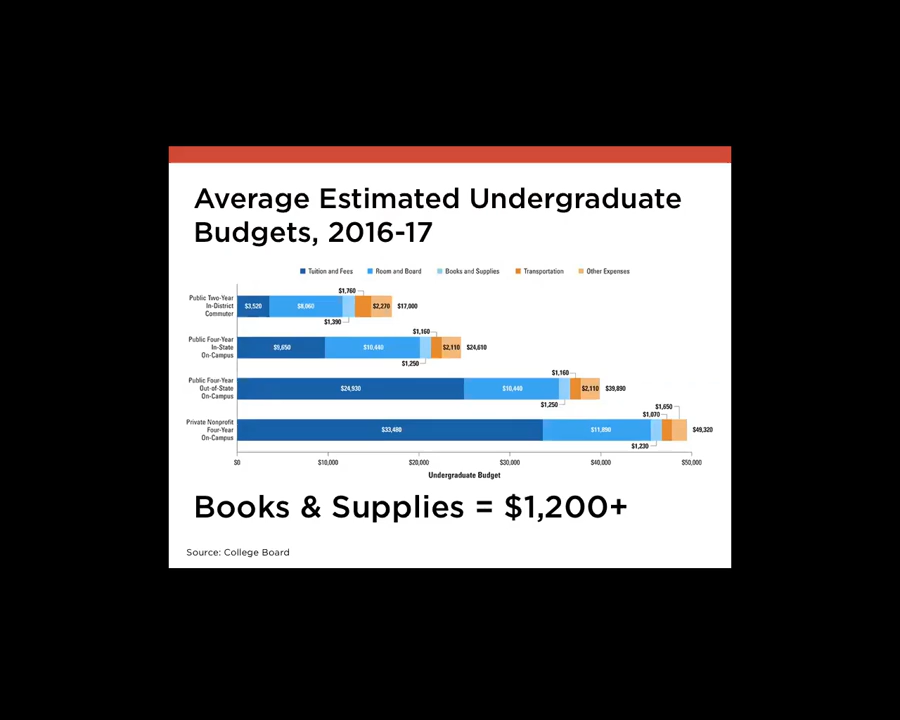 Average Estimated Undergraduate
Budgets, 2016-17
Tuition and Fees Room and Board Books and Supplies Transportation Other Expenses
Public Two-Year
In-District
Commuter
$3,520 $8,060 $1,390 $1,760 $2,270 $17,000
Public Four-Year
In-State
On-Campus
$9,650 $10,440 $1,250 $1,160 $2,110 $24,610
Public Four-Year
Out-of-State
On-Campus
$24,930 $10,440 $1,250 $1,160 $2,110 $39,890
Private Nonprofit
Four-Year
On-Campus
$33,480 $11,890 $1,230 $1,070 $1,650 $49,320
$0 $10,000 $20,000 $30,000 $40,000 $50,000
Undergraduate Budget
Books & Supplies = $1,200+
Source: College Board